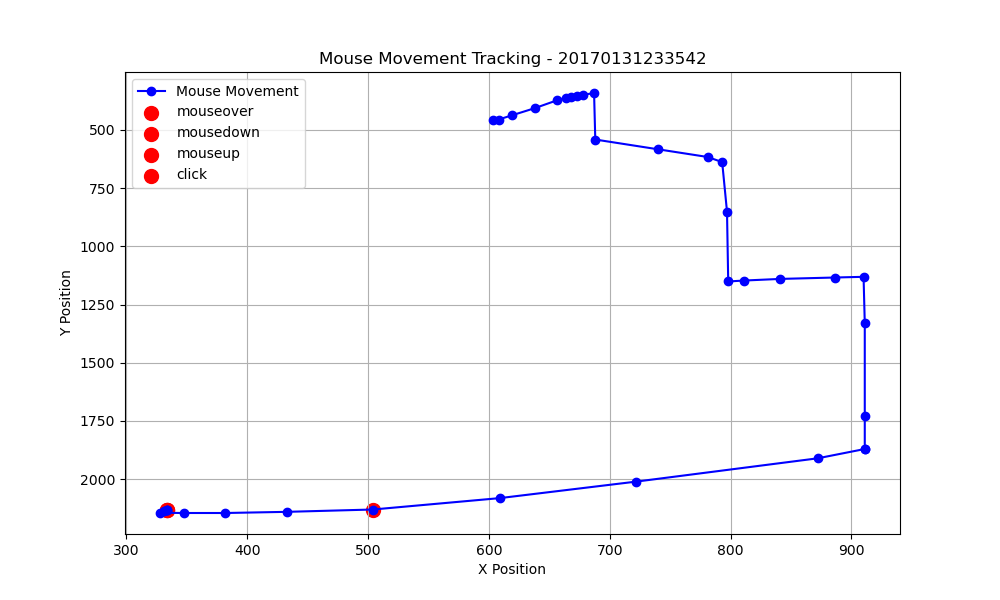 Mouse Movement Tracking - 20170131233542
Mouse Movement
mouseover
mousedown
mouseup
click
500
750
1000
1250
1500
1750
2000
Y Position
300 400 500 600 700 800 900
X Position